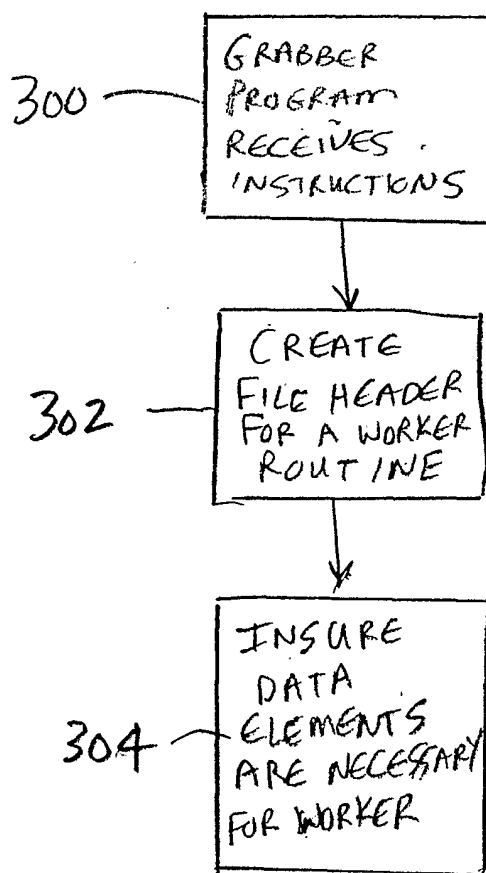 300
GRABBER
PROGRAM
RECEIVES
INSTRUCTIONS
302
CREATE
FILE HEADER
FOR A WORKER
ROUTINE
304
INSURE
DATA
ELEMENTS
ARE NECESSARY
FOR WORKER